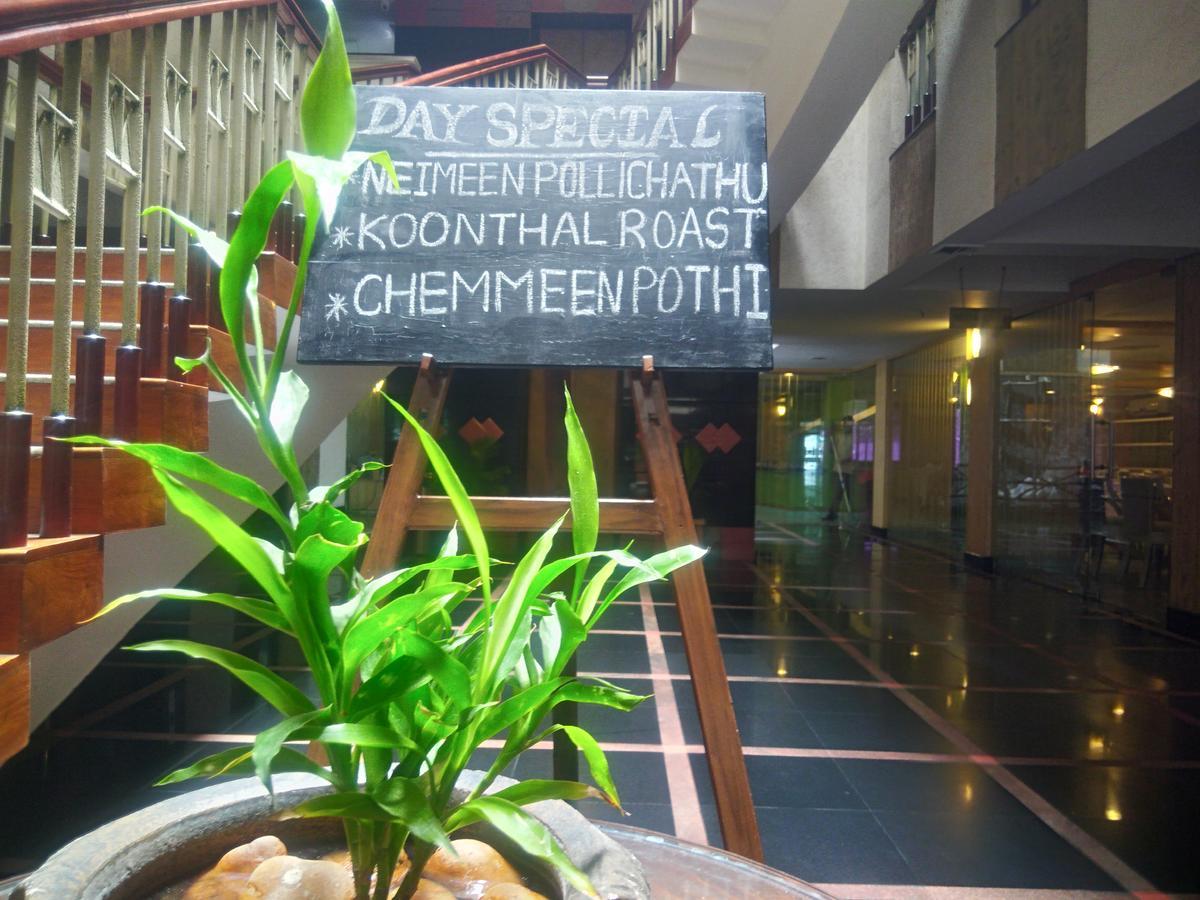 DAY SPECIAL
*NEIMEEN POLLICHATHU
*KOONTHAL ROAST
*CHEMMEEN POTHI